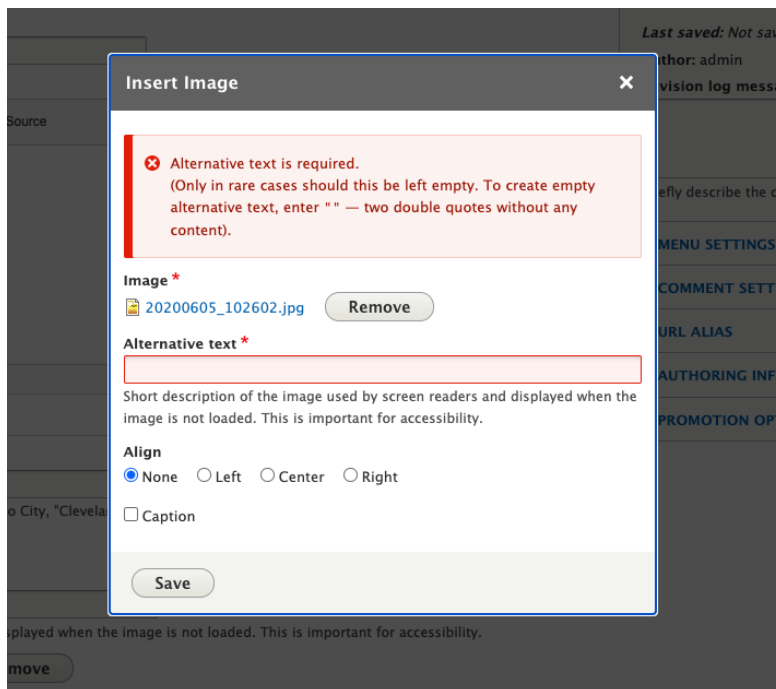 Last saved: Not sav
thor: admin
vision log messa
Source
efly describe the c
MENU SETTINGS
COMMENT SETT
URL ALIAS
AUTHORING INF
PROMOTION OP
Insert Image
Alternative text is required.
(Only in rare cases should this be left empty. To create empty
alternative text, enter "" — two double quotes without any
content).
Image *
20200605_102602.jpg Remove
Alternative text *
Short description of the image used by screen readers and displayed when the
image is not loaded. This is important for accessibility.
Align
None Left Center Right
Caption
Save
o City, "Clevela
splayed when the image is not loaded. This is important for accessibility.
move